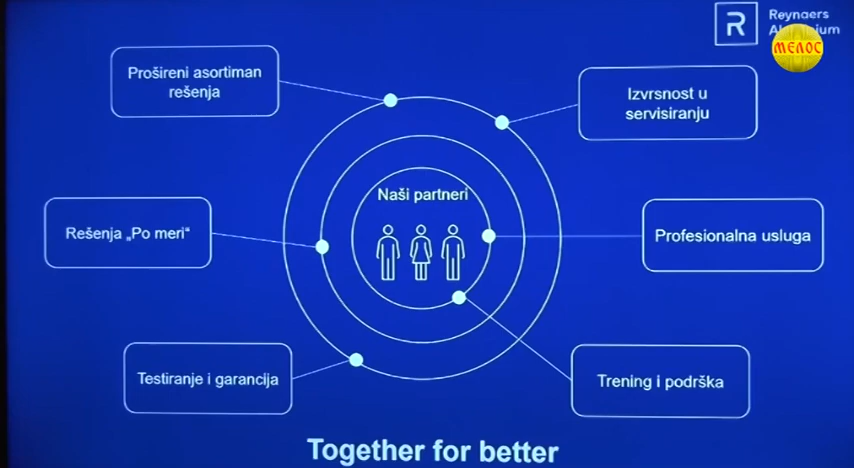 Reynaers
Aluminium
МЕЛОС
Prošireni asortiman
rešenja
Izvrsnost u
servisiranju
Naši partneri
Rešenja „Po meri“
Profesionalna usluga
Testiranje i garancija
Trening i podrška
Together for better